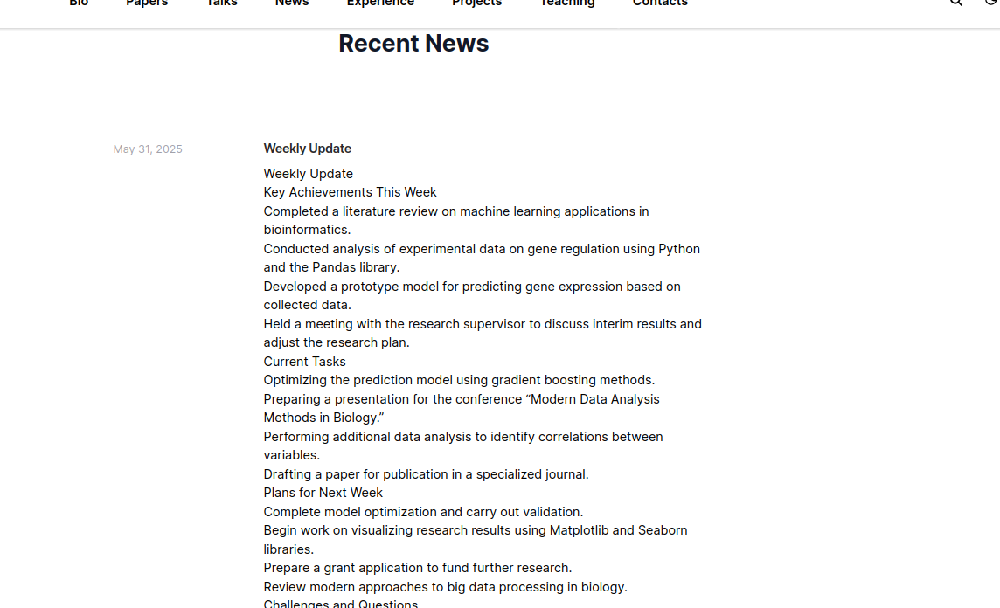 Bio Papers Talks News Experience Projects Teaching Contacts
Recent News
May 31, 2025
Weekly Update
Weekly Update
Key Achievements This Week
Completed a literature review on machine learning applications in
bioinformatics.
Conducted analysis of experimental data on gene regulation using Python
and the Pandas library.
Developed a prototype model for predicting gene expression based on
collected data.
Held a meeting with the research supervisor to discuss interim results and
adjust the research plan.
Current Tasks
Optimizing the prediction model using gradient boosting methods.
Preparing a presentation for the conference “Modern Data Analysis
Methods in Biology.”
Performing additional data analysis to identify correlations between
variables.
Drafting a paper for publication in a specialized journal.
Plans for Next Week
Complete model optimization and carry out validation.
Begin work on visualizing research results using Matplotlib and Seaborn
libraries.
Prepare a grant application to fund further research.
Review modern approaches to big data processing in biology.
Challenges and Questions